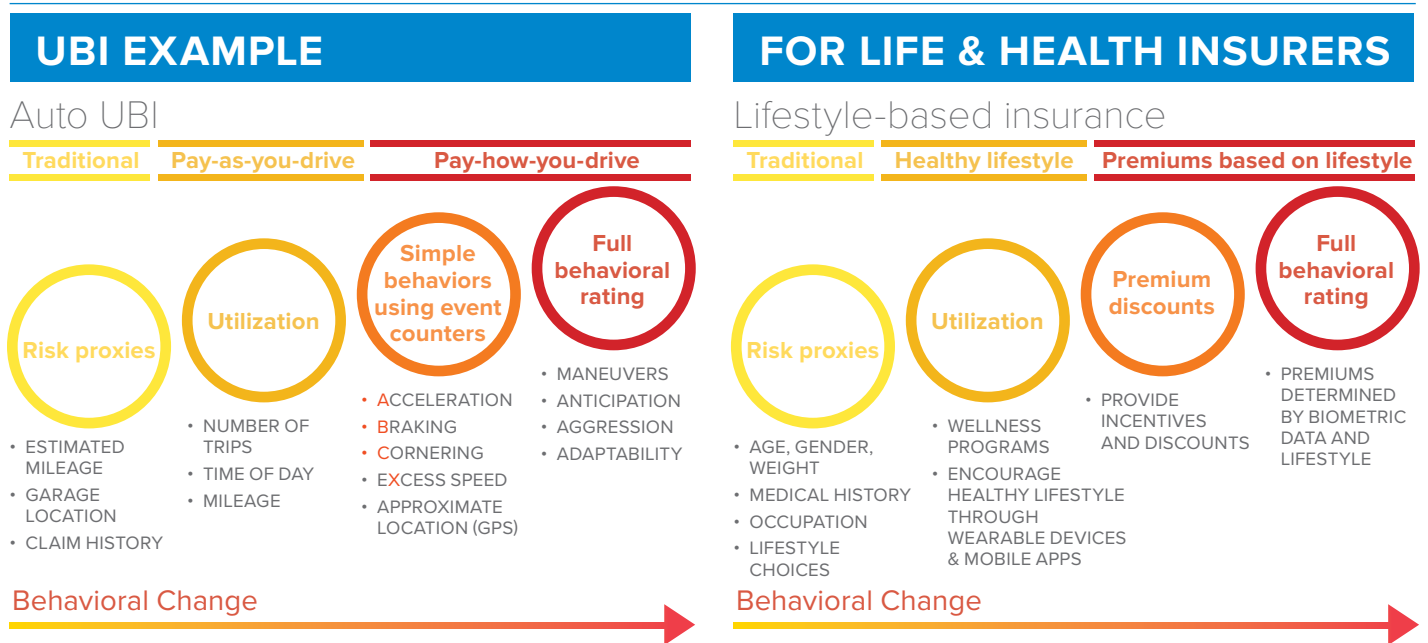 UBI EXAMPLE
Auto UBI
Traditional
Pay-as-you-drive
Pay-how-you-drive
Risk proxies
• ESTIMATED
MILEAGE
• GARAGE
LOCATION
• CLAIM HISTORY
Utilization
• NUMBER OF
TRIPS
• TIME OF DAY
• MILEAGE
Simple
behaviors
using event
counters
• ACCELERATION
• BRAKING
• CORNERING
• EXCESS SPEED
• APPROXIMATE
LOCATION (GPS)
Full
behavioral
rating
• MANEUVERS
• ANTICIPATION
• AGGRESSION
• ADAPTABILITY
Behavioral Change
FOR LIFE & HEALTH INSURERS
Lifestyle-based insurance
Traditional
Healthy lifestyle
Premiums based on lifestyle
Risk proxies
• AGE, GENDER,
WEIGHT
• MEDICAL HISTORY
• OCCUPATION
• LIFESTYLE
CHOICES
Utilization
• WELLNESS
PROGRAMS
• ENCOURAGE
HEALTHY LIFESTYLE
THROUGH
WEARABLE DEVICES
& MOBILE APPS
Premium
discounts
• PROVIDE
INCENTIVES
AND DISCOUNTS
Full
behavioral
rating
• PREMIUMS
DETERMINED
BY BIOMETRIC
DATA AND
LIFESTYLE
Behavioral Change